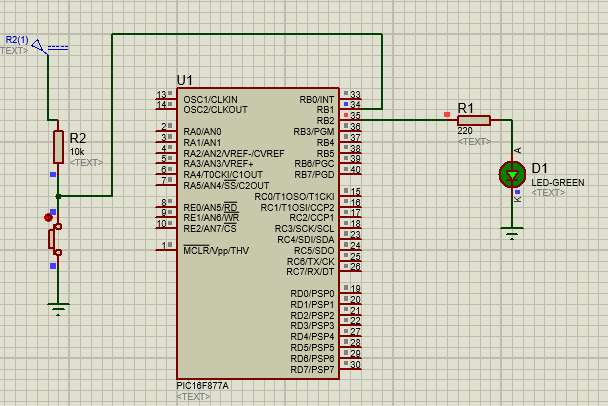 R2(1)
TEXT>
R2
10k
<TEXT>
U1
13 OSC1/CLKIN RB0/INT 33
14 OSC2/CLKOUT RB1 34
RB2 35
2 RA0/AN0 RB3/PGM 36
3 RA1/AN1 RB4 37
4 RA2/AN2/VREF-/CVREF RB5 38
5 RA3/AN3/VREF+ RB6/PGC 39
6 RA4/T0CKI/C1OUT RB7/PGD 40
7 RA5/AN4/SS/C2OUT
RC0/T1OSO/T1CKI 15
8 RE0/AN5/RD RC1/T1OSI/CCP2 16
9 RE1/AN6/WR RC2/CCP1 17
10 RE2/AN7/CS RC3/SCK/SCL 18
RC4/SDI/SDA 23
1 MCLR/Vpp/THV RC5/SDO 24
RC6/TX/CK 25
RC7/RX/DT 26
RD0/PSP0 19
RD1/PSP1 20
RD2/PSP2 21
RD3/PSP3 22
RD4/PSP4 27
RD5/PSP5 28
RD6/PSP6 29
RD7/PSP7 30
PIC16F877A
<TEXT>
R1
220
<TEXT>
A
D1
LED-GREEN
<TEXT>
K